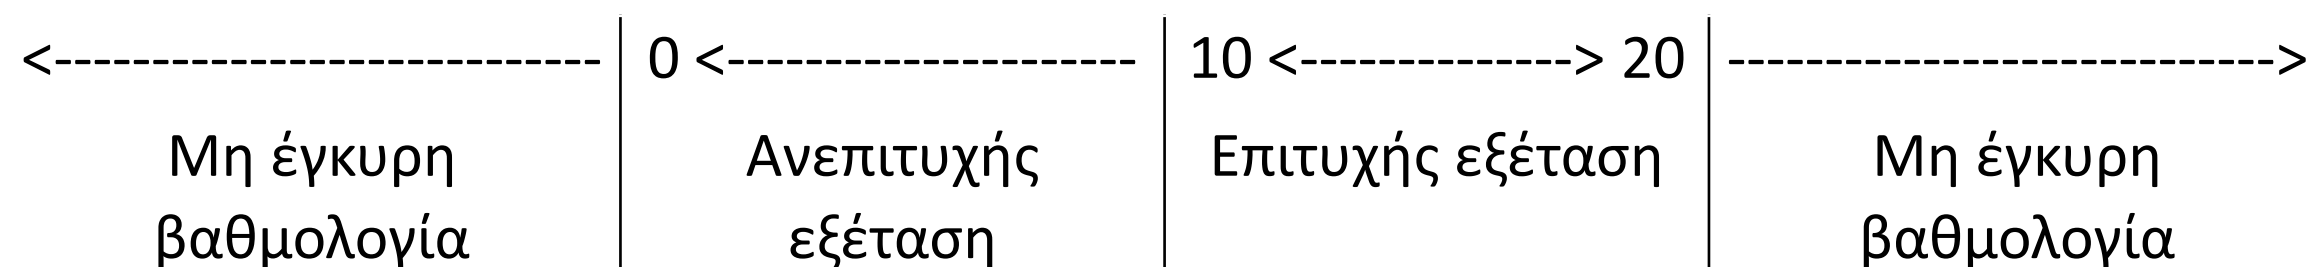 <---------------------------- 0 <--------------------- 10 <--------------> 20 ---------------------------->
Μη έγκυρη Ανεπιτυχής Επιτυχής εξέταση Μη έγκυρη
βαθμολογία εξέταση βαθμολογία